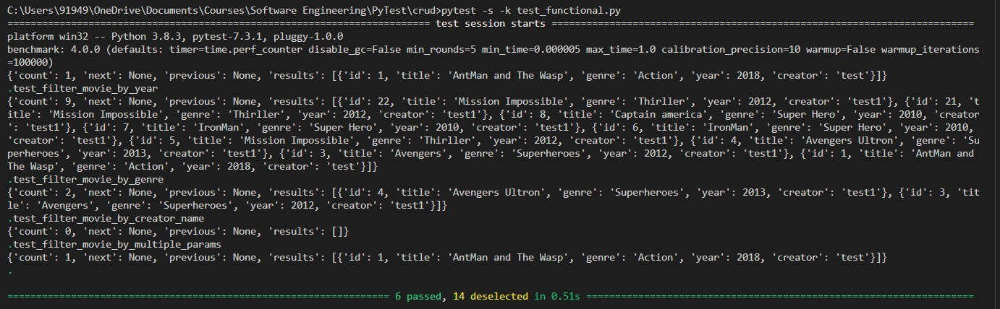 C:\Users\91949\OneDrive\Documents\Courses\Software Engineering\PyTest\crud>pytest -s -k test_functional.py
========================================================================= test session starts =========================================================================
platform win32 -- Python 3.8.3, pytest-7.3.1, pluggy-1.0.0
benchmark: 4.0.0 (defaults: timer=time.perf_counter disable_gc=False min_rounds=5 min_time=0.000005 max_time=1.0 calibration_precision=10 warmup=False warmup_iterations
=100000)
{'count': 1, 'next': None, 'previous': None, 'results': [{'id': 1, 'title': 'AntMan and The Wasp', 'genre': 'Action', 'year': 2018, 'creator': 'test'}]}
.test_filter_movie_by_year
{'count': 9, 'next': None, 'previous': None, 'results': [{'id': 22, 'title': 'Mission Impossible', 'genre': 'Thirller', 'year': 2012, 'creator': 'test1'}, {'id': 21, 't
itle': 'Mission Impossible', 'genre': 'Thirller', 'year': 2012, 'creator': 'test1'}, {'id': 8, 'title': 'Captain america', 'genre': 'Super Hero', 'year': 2010, 'creator
': 'test1'}, {'id': 7, 'title': 'IronMan', 'genre': 'Super Hero', 'year': 2010, 'creator': 'test1'}, {'id': 6, 'title': 'IronMan', 'genre': 'Super Hero', 'year': 2010,
'creator': 'test1'}, {'id': 5, 'title': 'Mission Impossible', 'genre': 'Thirller', 'year': 2012, 'creator': 'test1'}, {'id': 4, 'title': 'Avengers Ultron', 'genre': 'Su
perheroes', 'year': 2013, 'creator': 'test1'}, {'id': 3, 'title': 'Avengers', 'genre': 'Superheroes', 'year': 2012, 'creator': 'test1'}, {'id': 1, 'title': 'AntMan and
The Wasp', 'genre': 'Action', 'year': 2018, 'creator': 'test'}]}
.test_filter_movie_by_genre
{'count': 2, 'next': None, 'previous': None, 'results': [{'id': 4, 'title': 'Avengers Ultron', 'genre': 'Superheroes', 'year': 2013, 'creator': 'test1'}, {'id': 3, 'tit
le': 'Avengers', 'genre': 'Superheroes', 'year': 2012, 'creator': 'test1'}]}
.test_filter_movie_by_creator_name
{'count': 0, 'next': None, 'previous': None, 'results': []}
.test_filter_movie_by_multiple_params
{'count': 1, 'next': None, 'previous': None, 'results': [{'id': 1, 'title': 'AntMan and The Wasp', 'genre': 'Action', 'year': 2018, 'creator': 'test'}]}
.
================================================================== 6 passed, 14 deselected in 0.51s ===================================================================